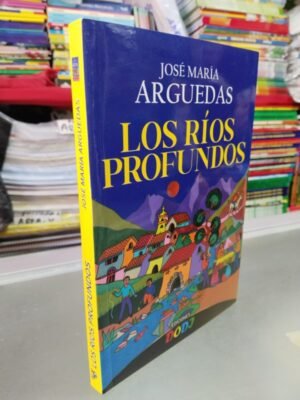 JOSÉ MARÍA
ARGUEDAS
LOS RÍOS
PROFUNDOS
JOSÉ MARÍA ARGUEDAS
LOS RÍOS PROFUNDOS